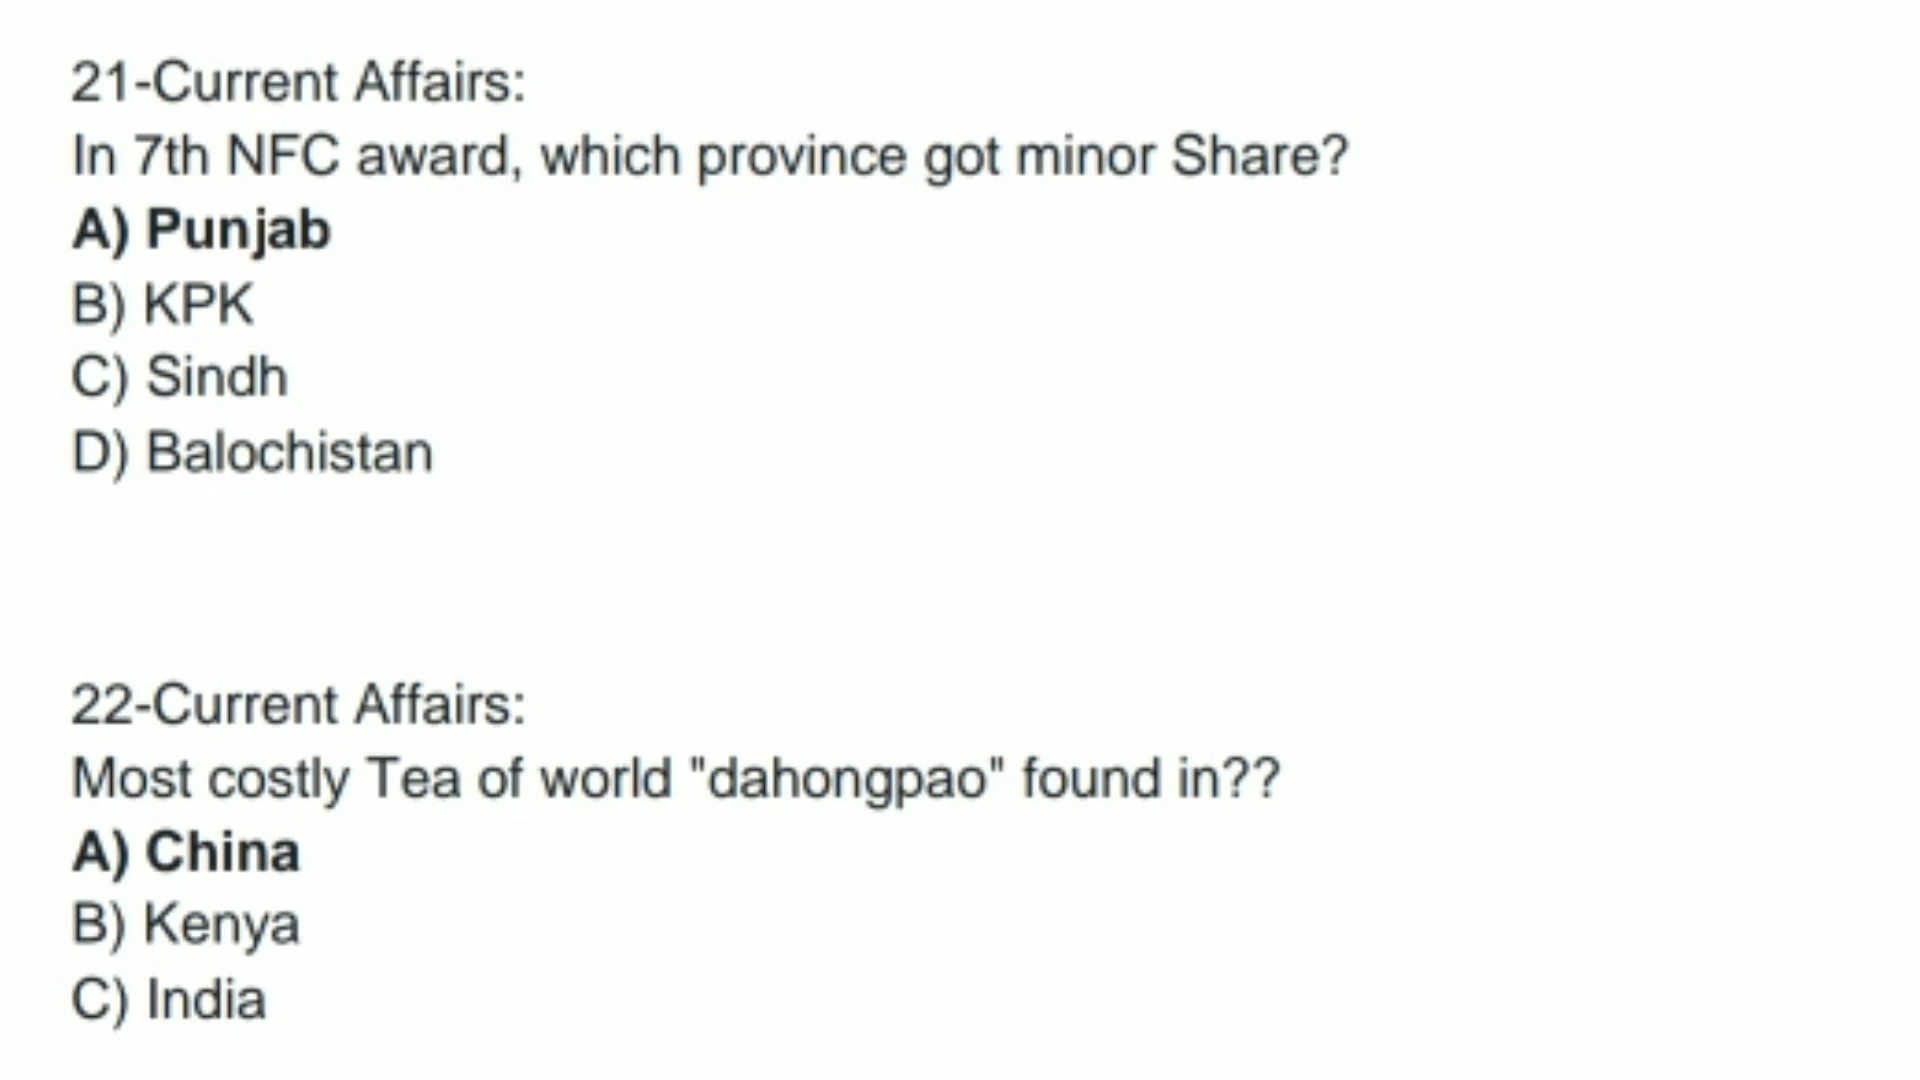 21-Current Affairs:
In 7th NFC award, which province got minor Share?
A) Punjab
B) KPK
C) Sindh
D) Balochistan
22-Current Affairs:
Most costly Tea of world "dahongpao" found in??
A) China
B) Kenya
C) India